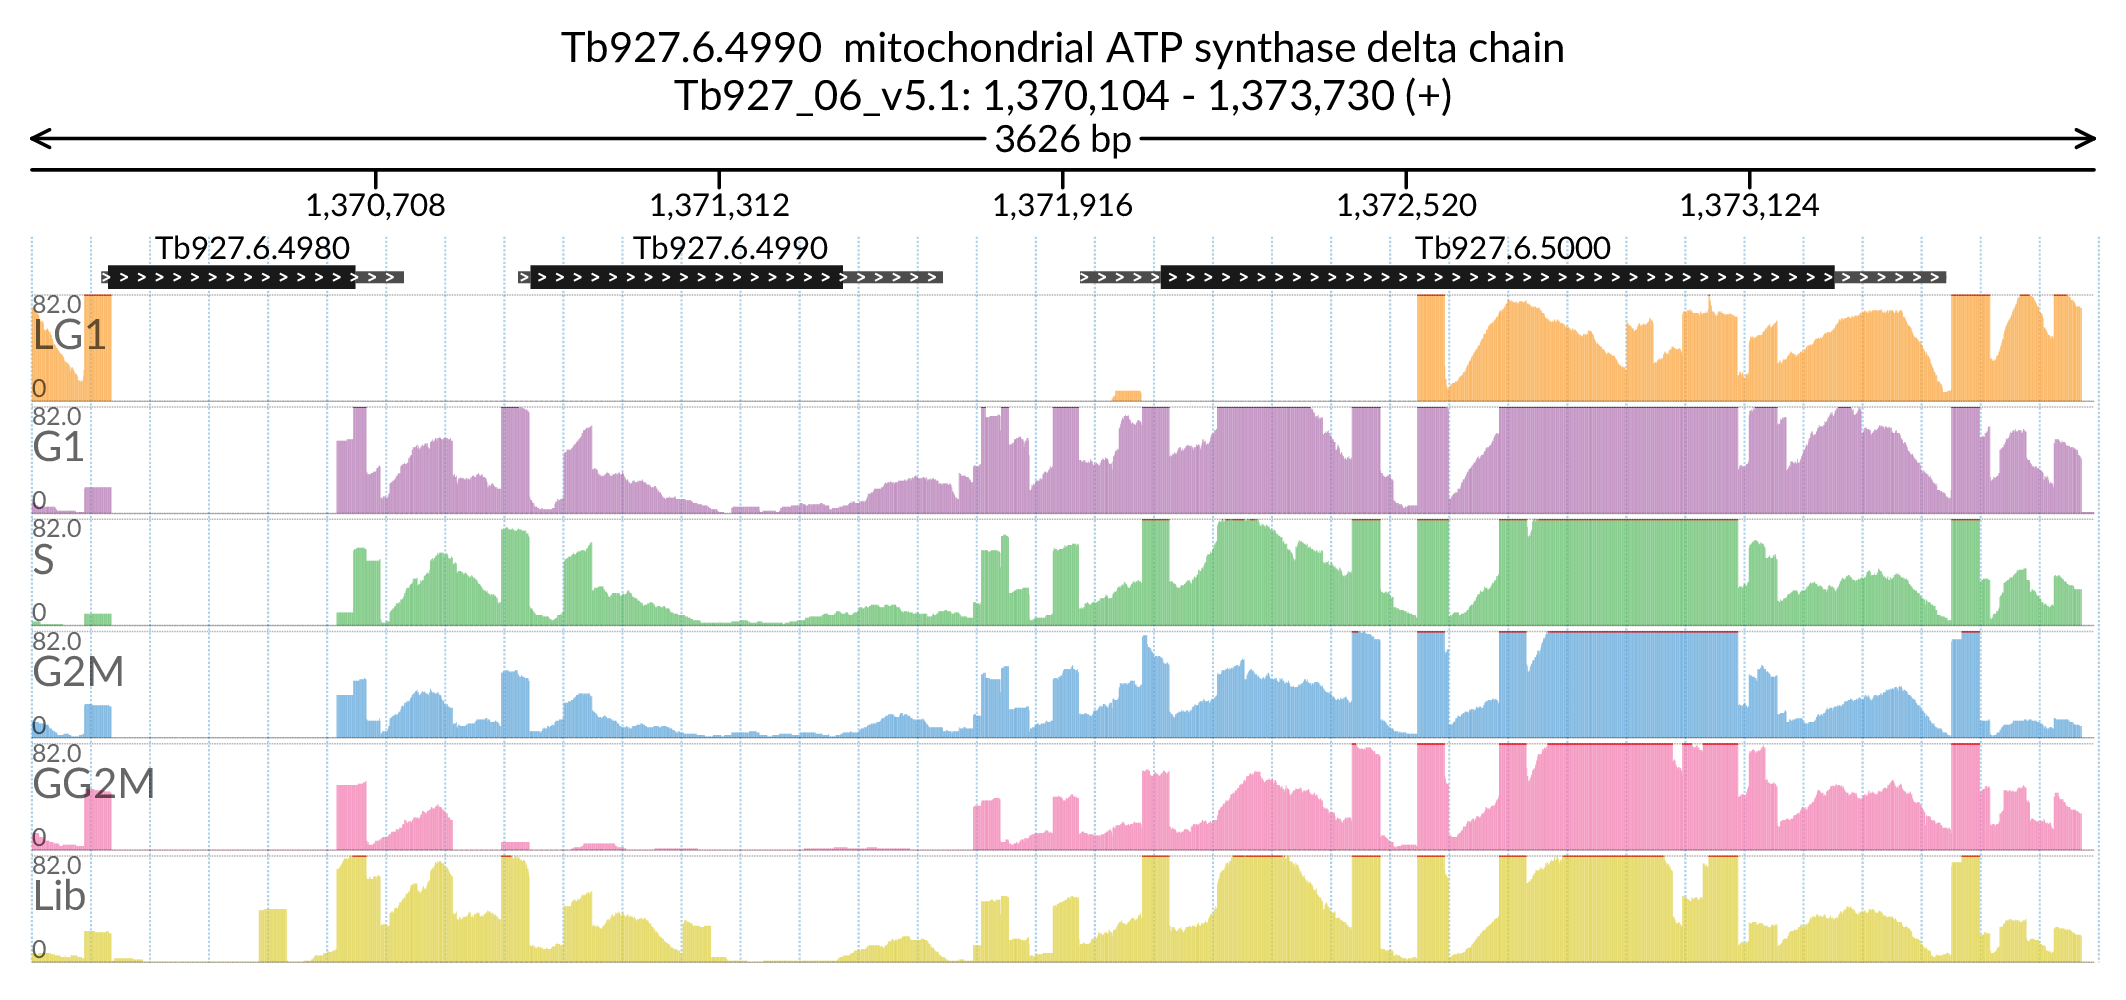 Tb927.6.4990  mitochondrial ATP synthase delta chain
Tb927_06_v5.1: 1,370,104 - 1,373,730 (+)
3626 bp
1,370,708 1,371,312 1,371,916 1,372,520 1,373,124
Tb927.6.4980 Tb927.6.4990 Tb927.6.5000
82.0
LG1
0
82.0
G1
0
82.0
S
0
82.0
G2M
0
82.0
GG2M
0
82.0
Lib
0